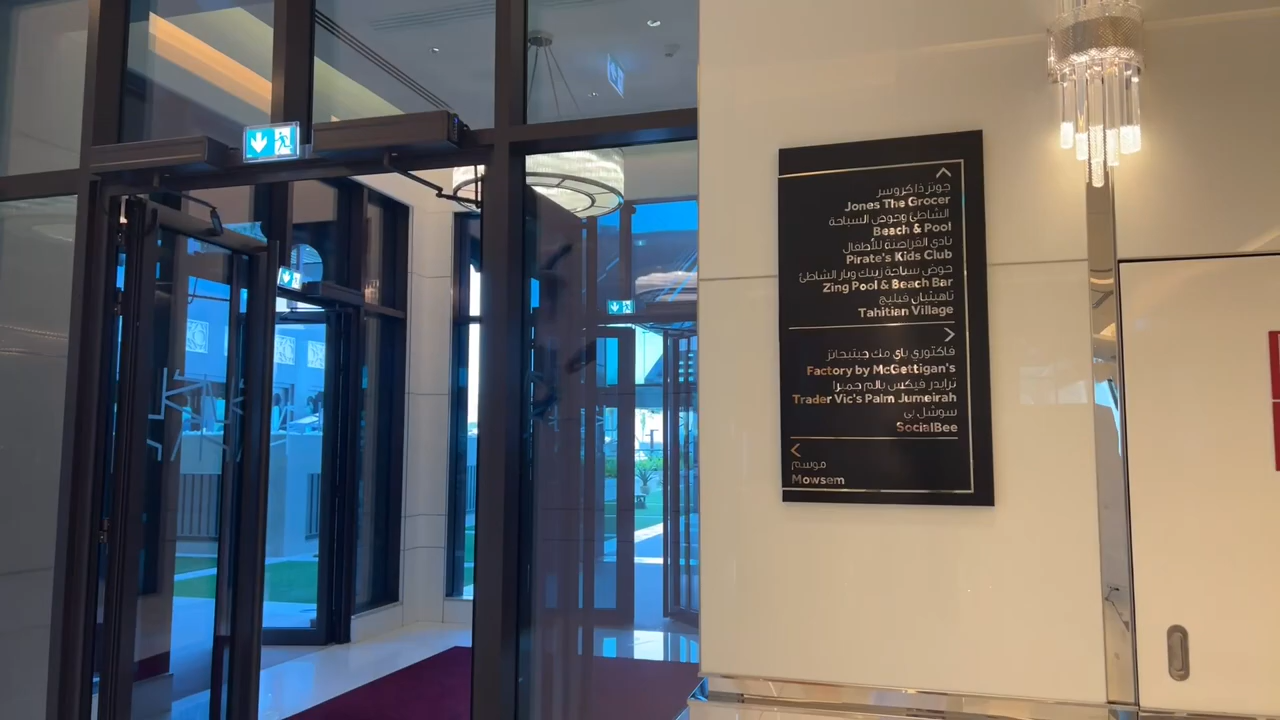 جونز ذا كروسر
Jones The Grocer
الشاطئ وحوض السباحة
Beach & Pool
نادي القراصنة للأطفال
Pirate's Kids Club
حوض سباحة زينك وبار الشاطئ
Zing Pool & Beach Bar
تاهيتيان فيليج
Tahitian Village
فاكتوري باي مك جيتيجانز
Factory by McGettigan's
ترايدر فيكس بالم جميرا
Trader Vic's Palm Jumeirah
سوشل بي
SocialBee
موسم
Mowsem